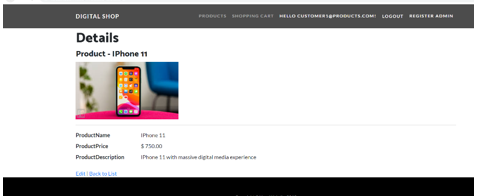 DIGITAL SHOP PRODUCTS SHOPPING CART HELLO CUSTOMER1@PRODUCTS.COM! LOGOUT REGISTER ADMIN
Details
Product - IPhone 11
ProductName IPhone 11
ProductPrice $ 750.00
ProductDescription IPhone 11 with massive digital media experience
Edit | Back to List